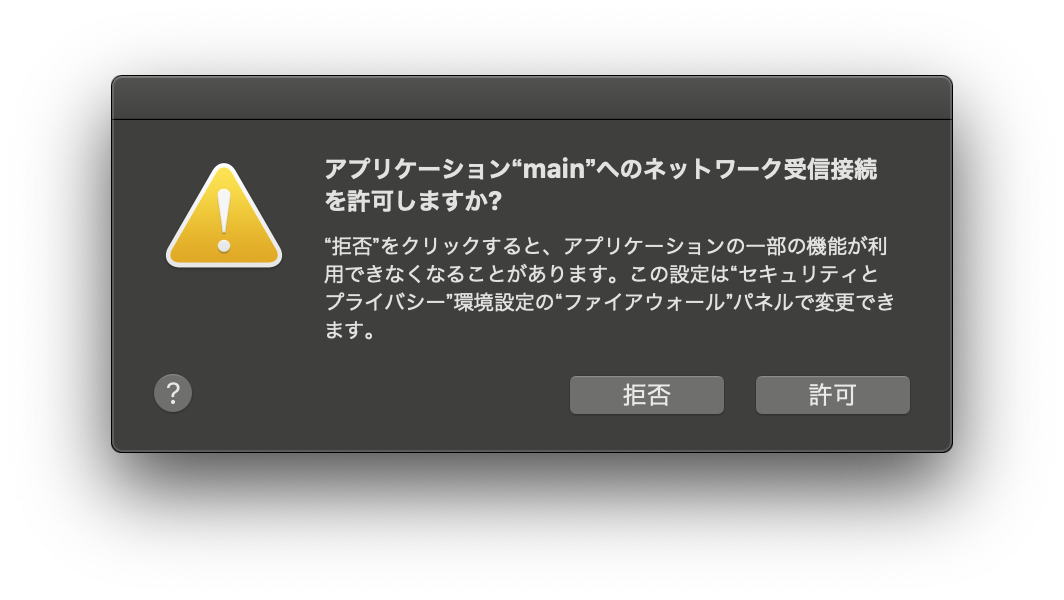 アプリケーション“main”へのネットワーク受信接続
を許可しますか?
“拒否”をクリックすると、アプリケーションの一部の機能が利
用できなくなることがあります。この設定は“セキュリティと
プライバシー”環境設定の“ファイアウォール”パネルで変更でき
ます。
?
拒否
許可